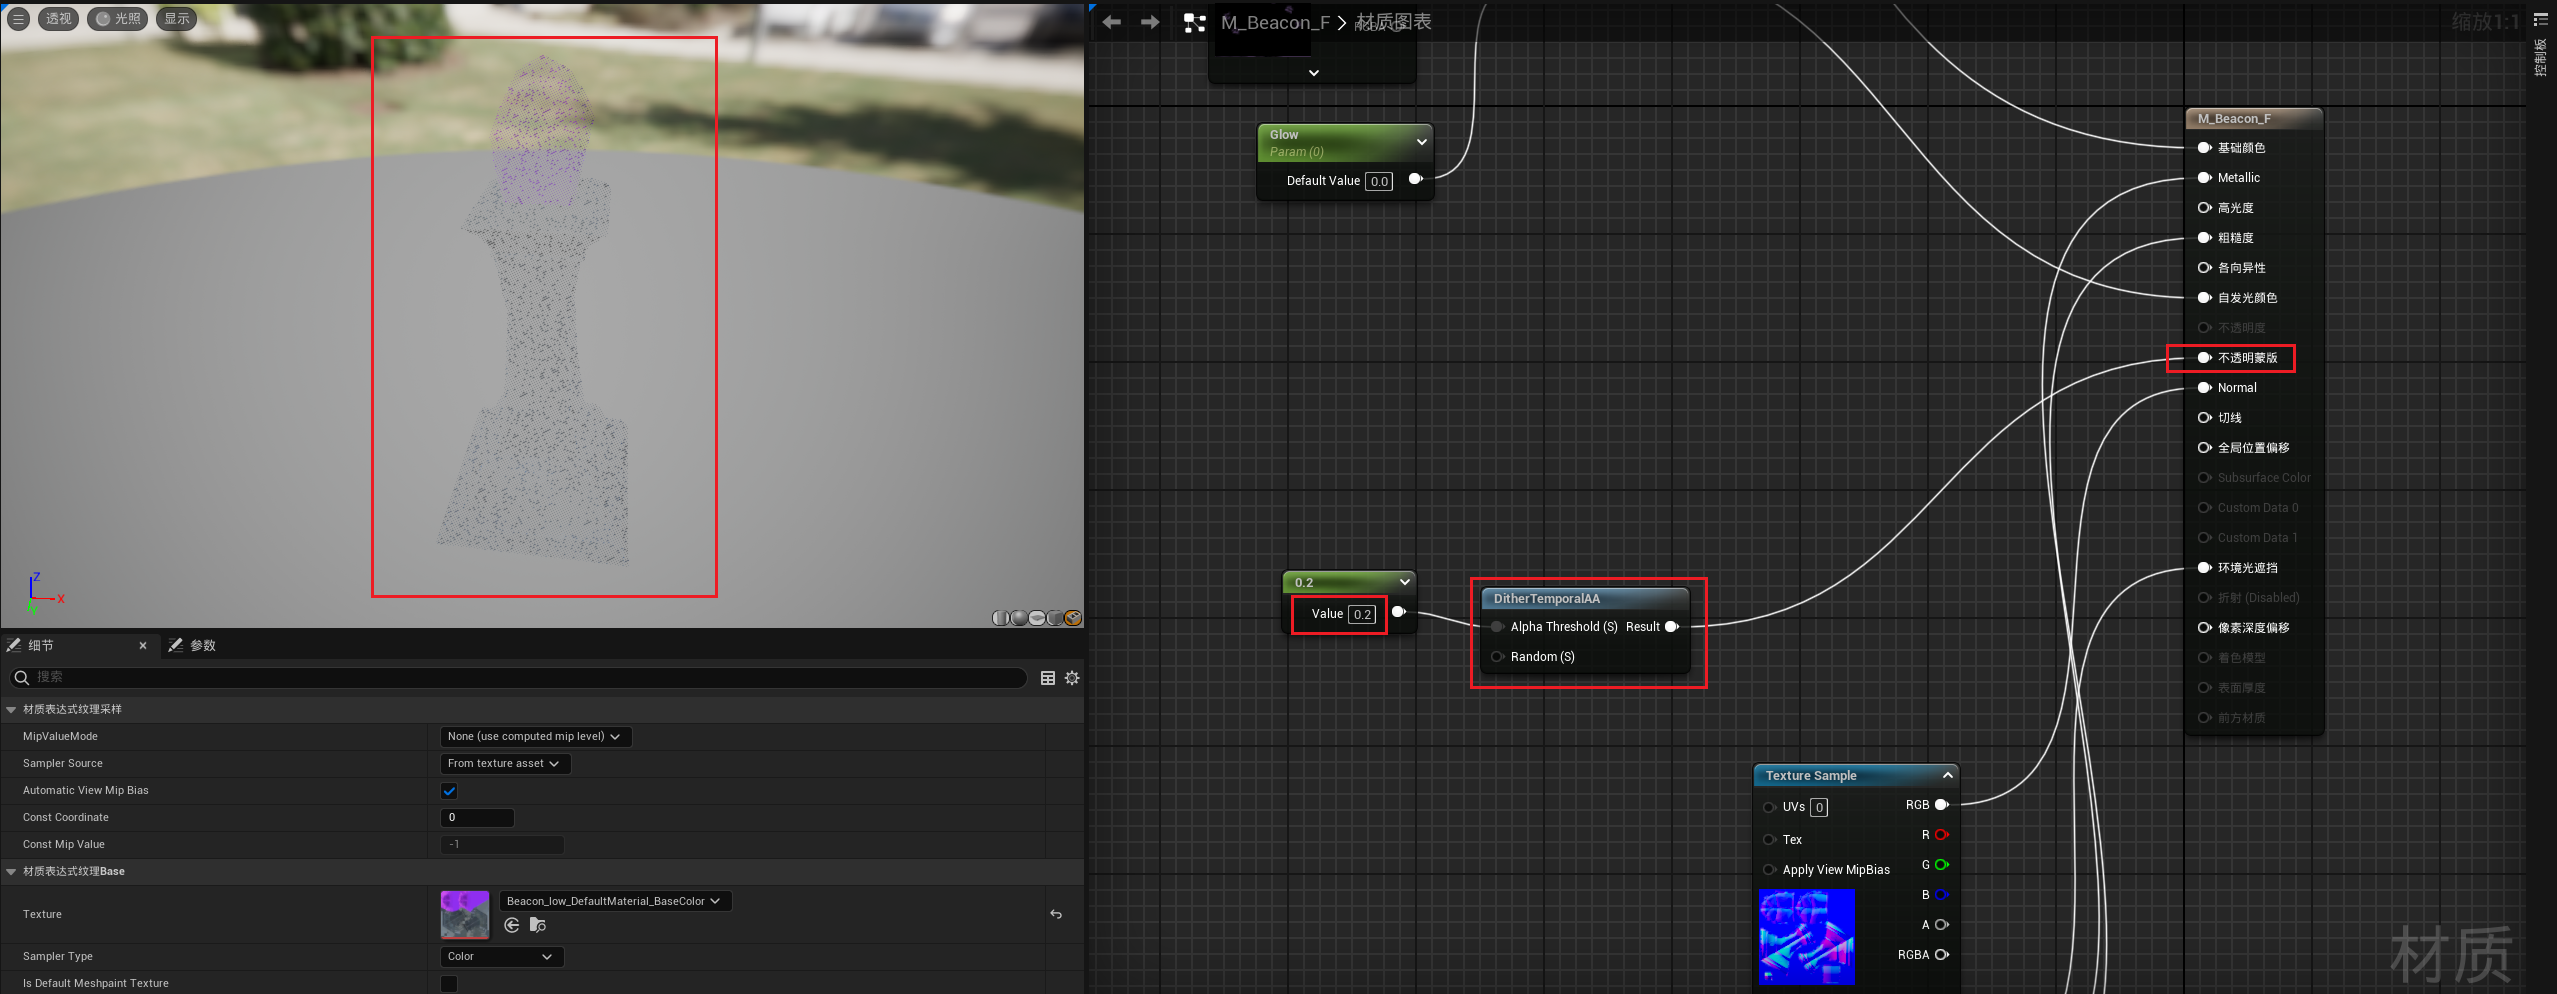 透视
光照
显示
Z
X
Y
细节
参数
搜索
材质表达式纹理采样
MipValueMode
None (use computed mip level)
Sampler Source
From texture asset
Automatic View Mip Bias
Const Coordinate
0
Const Mip Value
-1
材质表达式纹理Base
Texture
Beacon_low_DefaultMaterial_BaseColor
Sampler Type
Color
Is Default Meshpaint Texture
M_Beacon_F
材质图表
RGBA
缩放1:1
控制板
Glow
Param (0)
Default Value 0.0
0.2
Value 0.2
DitherTemporalAA
Alpha Threshold (S) Result
Random (S)
Texture Sample
UVs 0
RGB
R
Tex
G
Apply View MipBias
B
A
RGBA
M_Beacon_F
基础颜色
Metallic
高光度
粗糙度
各向异性
自发光颜色
不透明度
不透明蒙版
Normal
切线
全局位置偏移
Subsurface Color
Custom Data 0
Custom Data 1
环境光遮挡
折射 (Disabled)
像素深度偏移
着色模型
表面厚度
前方材质
材质